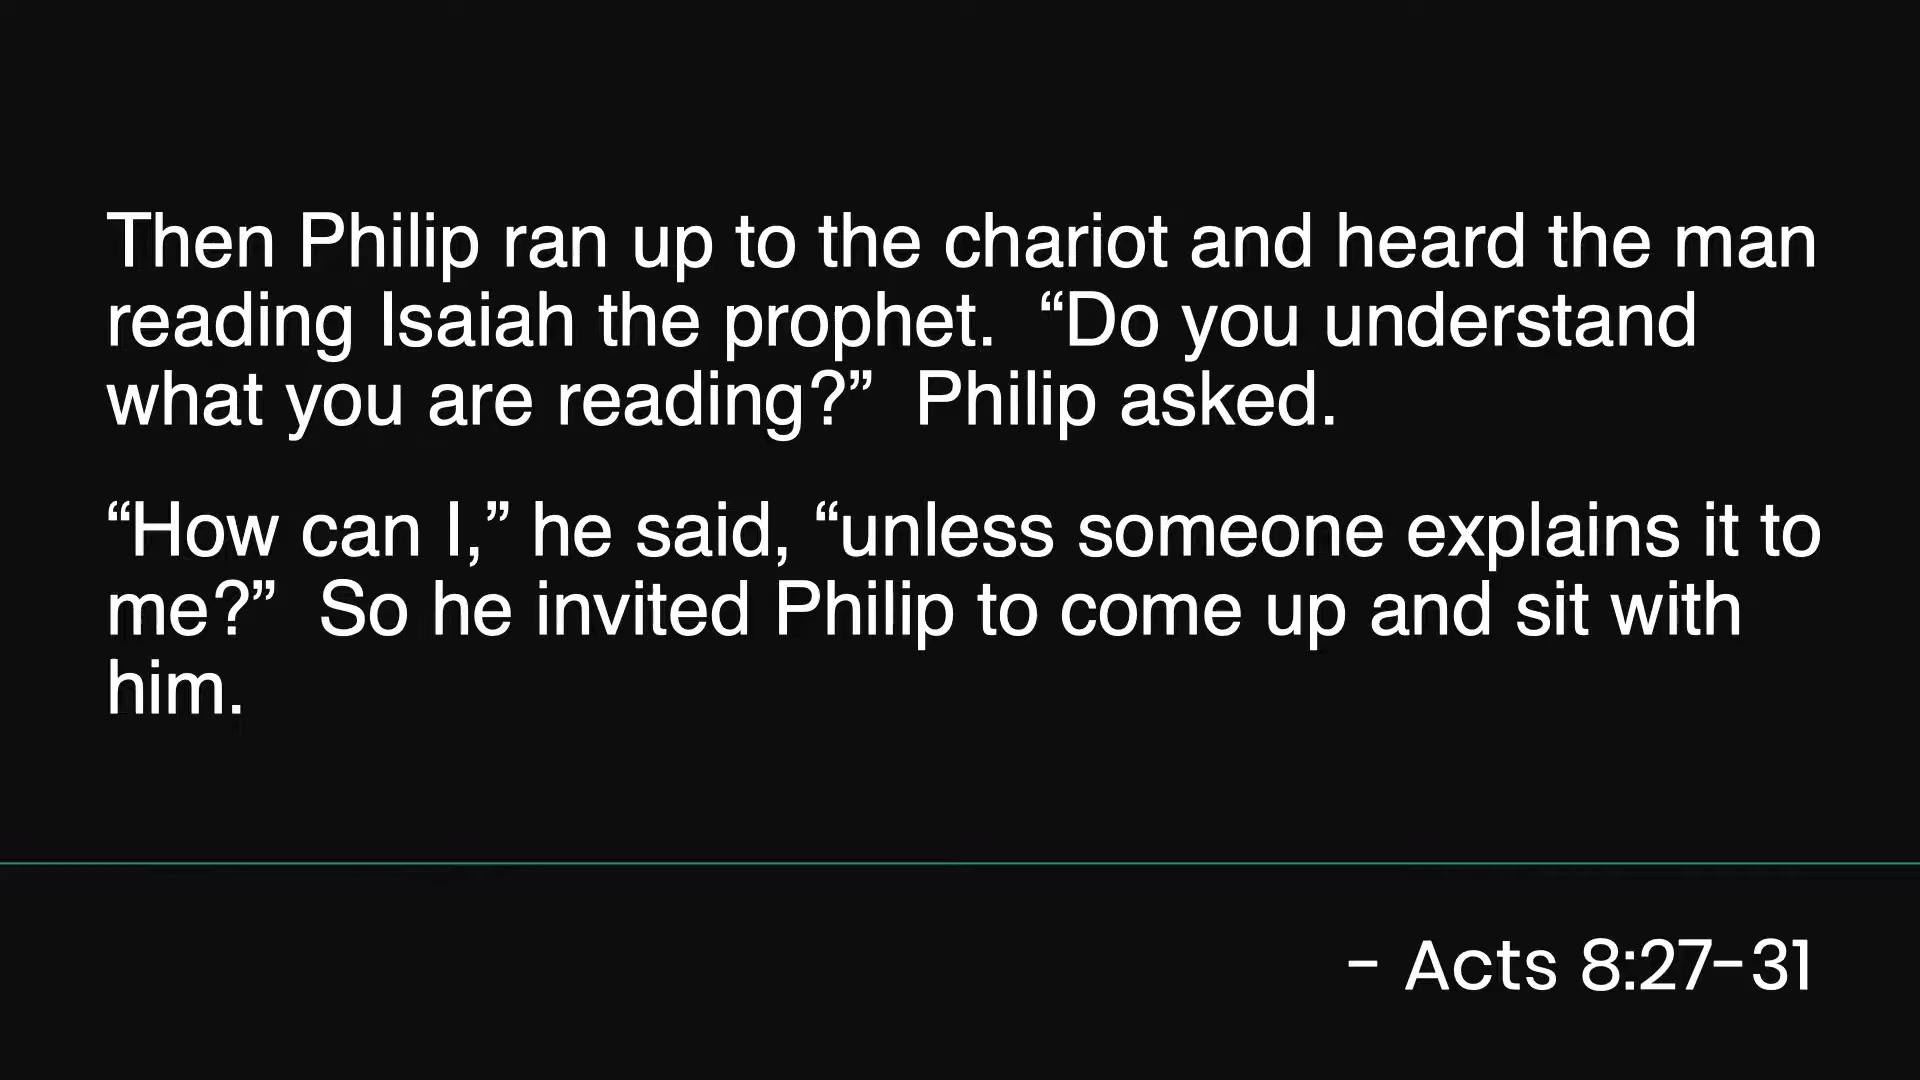 Then Philip ran up to the chariot and heard the man
reading Isaiah the prophet.  “Do you understand
what you are reading?”  Philip asked.
“How can I,” he said, “unless someone explains it to
me?”  So he invited Philip to come up and sit with
him.
- Acts 8:27-31